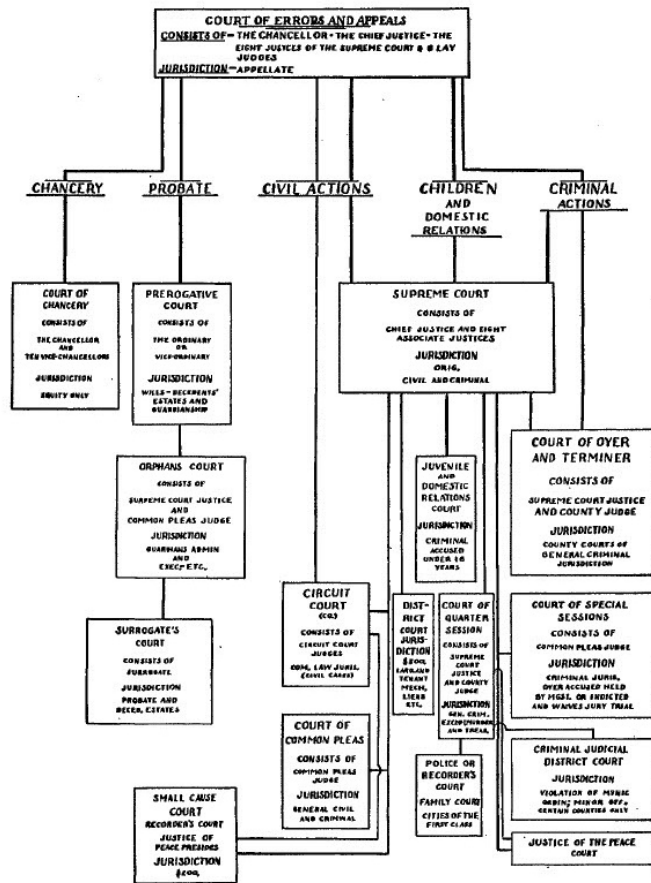 COURT OF ERRORS AND APPEALS
CONSISTS OF - THE CHANCELLOR - THE CHIEF JUSTICE - THE
EIGHT JUSTICES OF THE SUPREME COURT & 6 LAY
JUDGES
JURISDICTION - APPELLATE
CHANCERY
PROBATE
CIVIL ACTIONS
CHILDREN
AND
DOMESTIC
RELATIONS
CRIMINAL
ACTIONS
COURT OF
CHANCERY
CONSISTS OF
THE CHANCELLOR
AND
TEN VICE-CHANCELLORS
JURISDICTION
EQUITY ONLY
PREROGATIVE
COURT
CONSISTS OF
THE ORDINARY
OR
VICE-ORDINARY
JURISDICTION
WILLS - DECEDENTS'
ESTATES AND
GUARDIANSHIP
SUPREME COURT
CONSISTS OF
CHIEF JUSTICE AND EIGHT
ASSOCIATE JUSTICES
JURISDICTION
ORIG.
CIVIL AND CRIMINAL
ORPHANS COURT
CONSISTS OF
SUPREME COURT JUSTICE
AND
COMMON PLEAS JUDGE
JURISDICTION
GUARDIANS ADMIN
AND
EXEC. ETC.
JUVENILE
AND
DOMESTIC
RELATIONS
COURT
JURISDICTION
CRIMINAL
ACCUSED
UNDER 16
YEARS
COURT OF OYER
AND TERMINER
CONSISTS OF
SUPREME COURT JUSTICE
AND COUNTY JUDGE
JURISDICTION
COUNTY COURTS OF
GENERAL CRIMINAL
JURISDICTION
SURROGATE'S
COURT
CONSISTS OF
SURROGATE
JURISDICTION
PROBATE AND
DECED. ESTATES
CIRCUIT
COURT
(CO.)
CONSISTS OF
CIRCUIT COURT
JUDGES
COM. LAW JURIS.
(CIVIL CASES)
DIST-
RICT
COURT
JURIS-
DICTION
$500.
LAND. AND
TENANT
MECH.
LIENS
ETC.
COURT OF
QUARTER
SESSION
CONSISTS OF
SUPREME
COURT
JUSTICE
AND COUNTY
JUDGE
JURISDICTION
GEN. CRIM.
EXCEP. MURDER
AND TREAS.
COURT OF SPECIAL
SESSIONS
CONSISTS OF
COMMON PLEAS JUDGE
JURISDICTION
CRIMINAL JURIS.
OVER ACCUSED HELD
BY MGST. OR INDICTED
AND WAIVES JURY TRIAL
COURT OF
COMMON PLEAS
CONSISTS OF
COMMON PLEAS
JUDGE
JURISDICTION
GENERAL CIVIL
AND CRIMINAL
CRIMINAL JUDICIAL
DISTRICT COURT
JURISDICTION
VIOLATION OF MUNIC
ORDIN; MINOR OFF.
CERTAIN COUNTIES ONLY
POLICE OR
RECORDER'S
COURT
FAMILY COURT
CITIES OF THE
FIRST CLASS
SMALL CAUSE
COURT
RECORDER'S COURT
JUSTICE OF
PEACE PRESIDES
JURISDICTION
$200.
JUSTICE OF THE PEACE
COURT